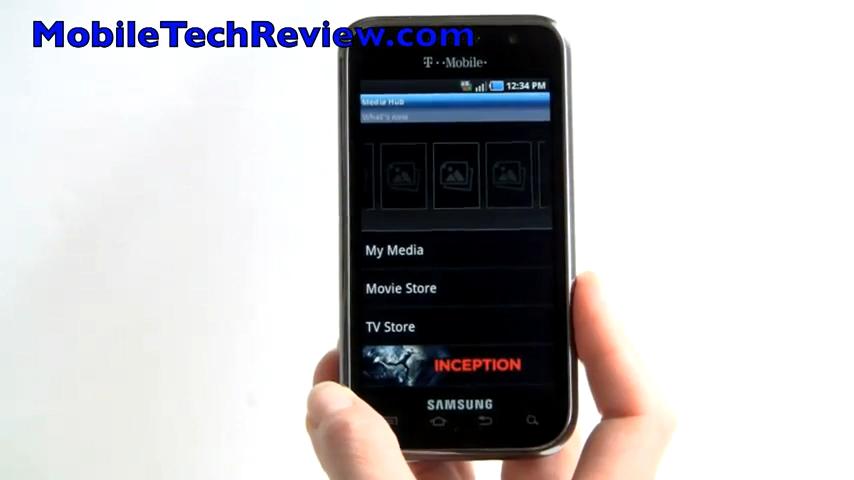 MobileTechReview.com
T··Mobile·
12:34 PM
Media Hub
What's new
My Media
Movie Store
TV Store
INCEPTION
SAMSUNG